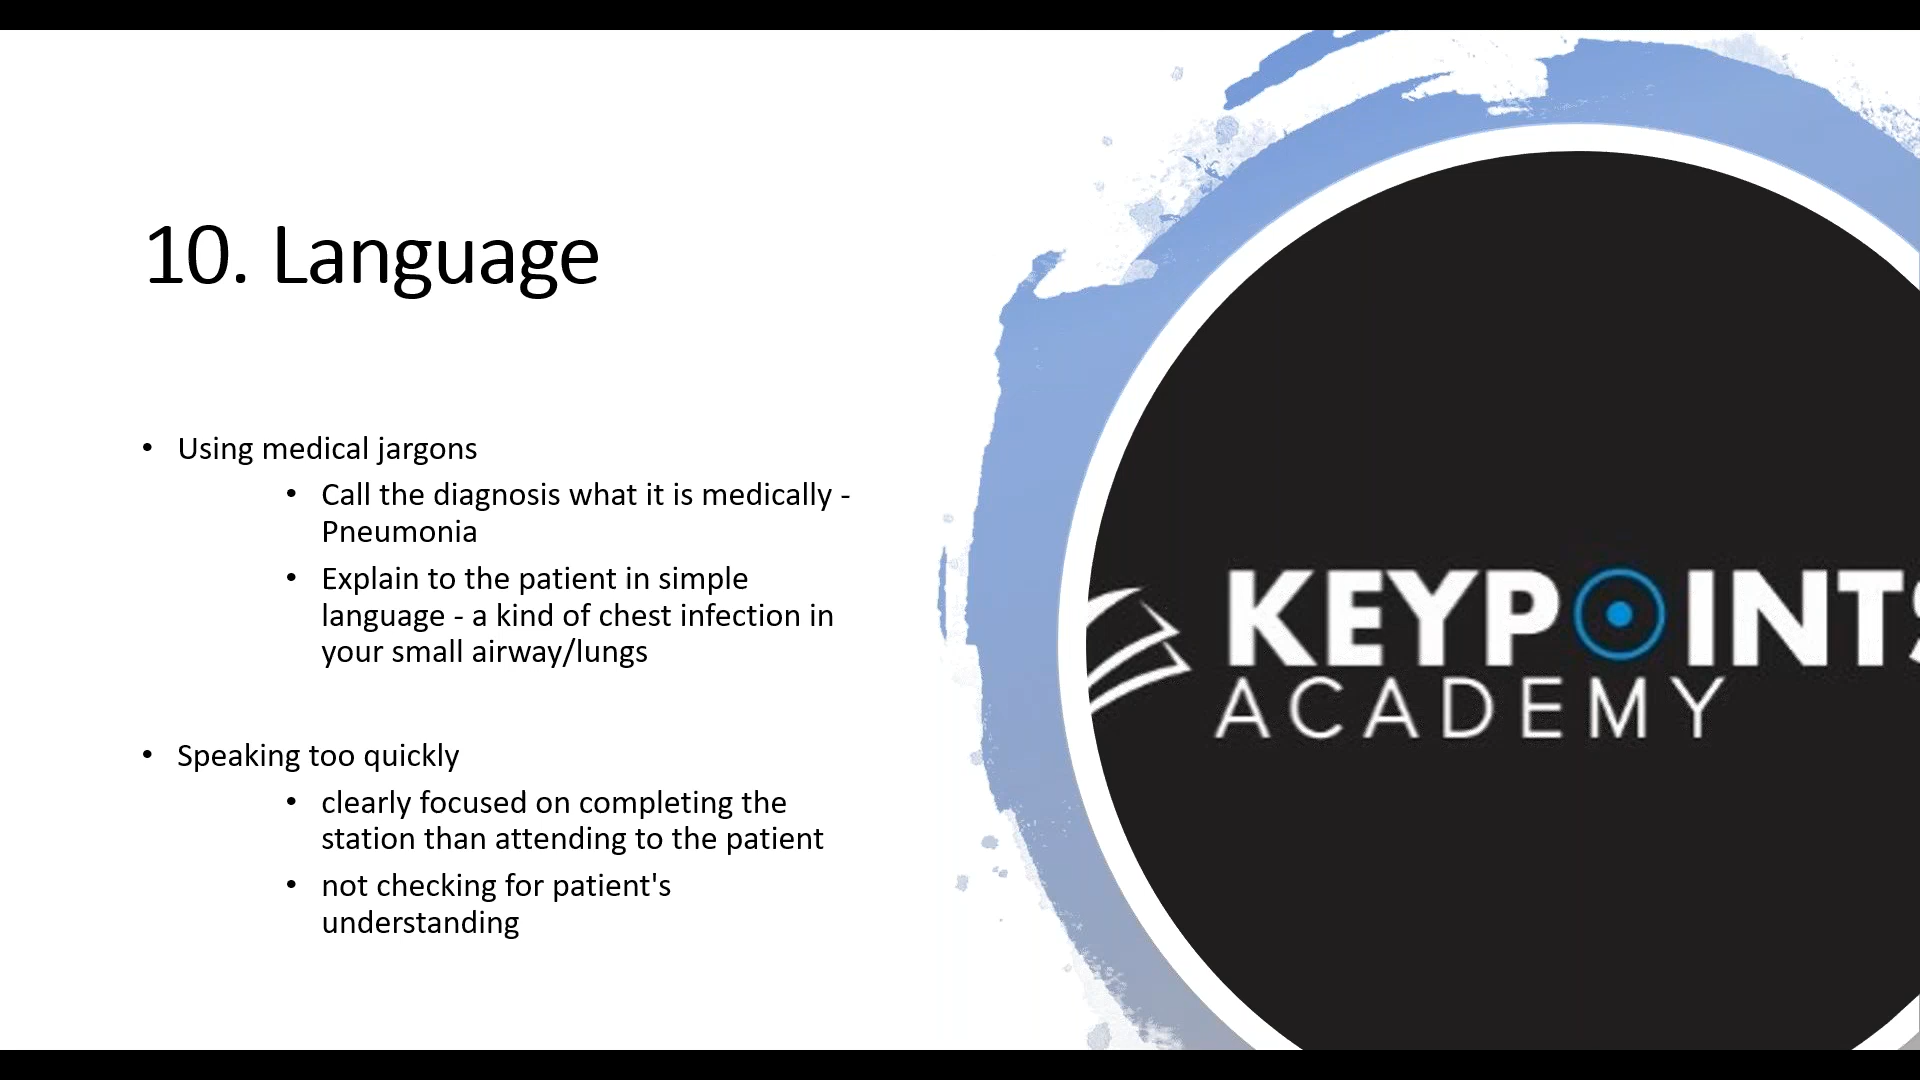 10. Language
• Using medical jargons
• Call the diagnosis what it is medically -
Pneumonia
• Explain to the patient in simple
language - a kind of chest infection in
your small airway/lungs
• Speaking too quickly
• clearly focused on completing the
station than attending to the patient
• not checking for patient's
understanding
KEYPOINTS
ACADEMY